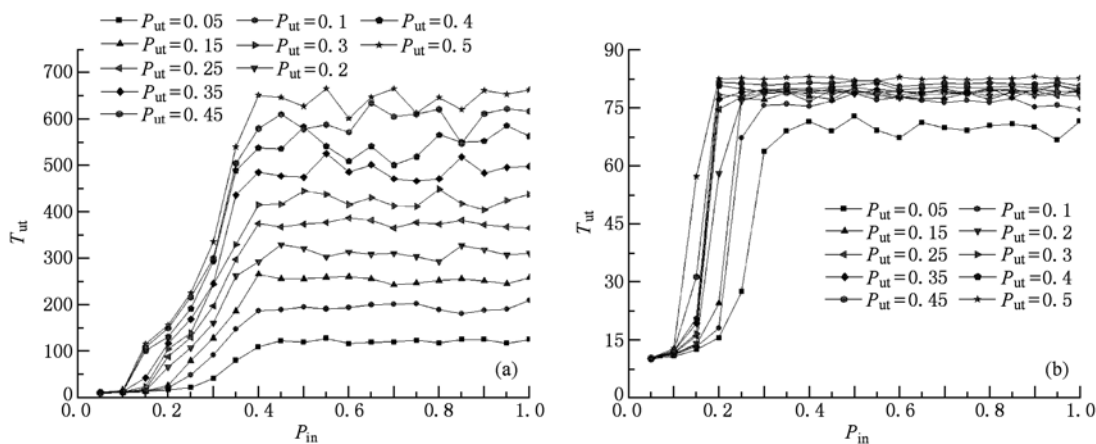 P_ut=0.05 P_ut=0.1 P_ut=0.4
P_ut=0.15 P_ut=0.3 P_ut=0.5
P_ut=0.25 P_ut=0.2
P_ut=0.35
P_ut=0.45
700
600
500
400
300
200
100
0
T_ut
0.0 0.2 0.4 0.6 0.8 1.0
P_in
(a)
90
75
60
45
30
15
0
T_ut
P_ut=0.05 P_ut=0.1
P_ut=0.15 P_ut=0.2
P_ut=0.25 P_ut=0.3
P_ut=0.35 P_ut=0.4
P_ut=0.45 P_ut=0.5
0.0 0.2 0.4 0.6 0.8 1.0
P_in
(b)